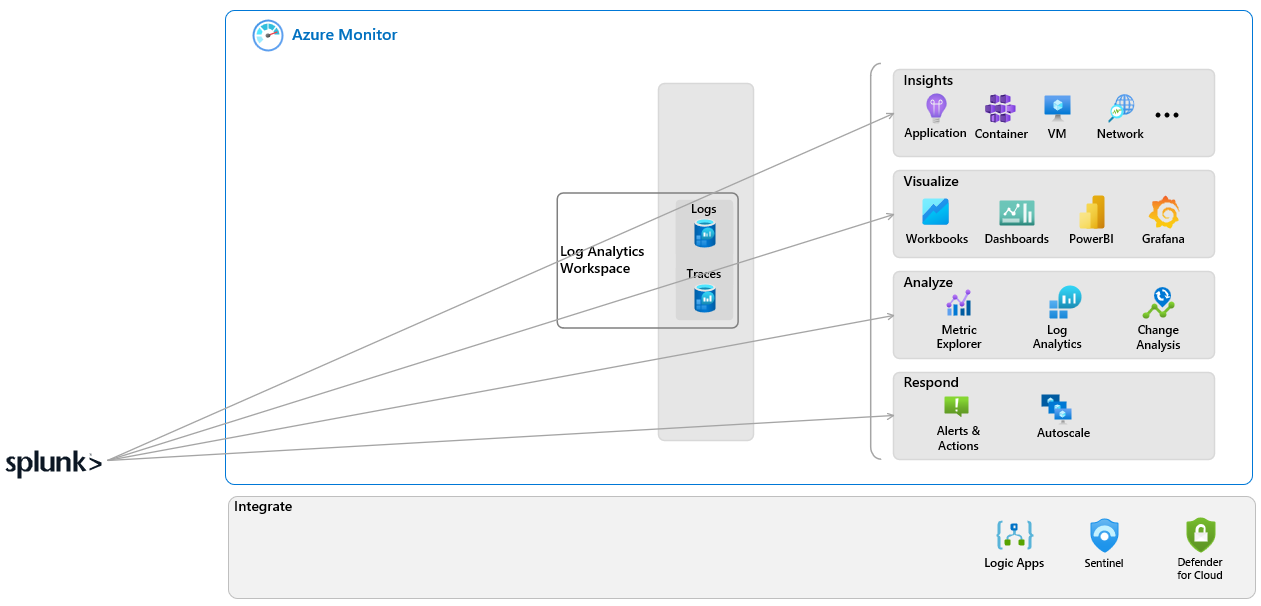 Azure Monitor
Insights
Application
Container
VM
Network
...
Visualize
Workbooks
Dashboards
PowerBI
Grafana
Logs
Log Analytics
Workspace
Traces
Analyze
Metric
Explorer
Log
Analytics
Change
Analysis
Respond
Alerts &
Actions
Autoscale
splunk>
Integrate
Logic Apps
Sentinel
Defender
for Cloud